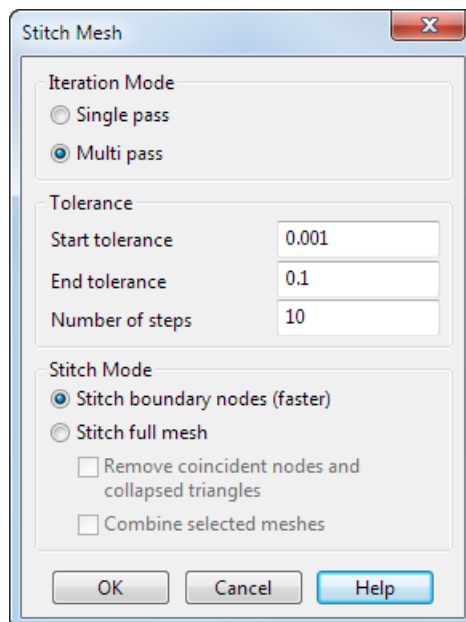 Stitch Mesh
Iteration Mode
Single pass
Multi pass
Tolerance
Start tolerance 0.001
End tolerance 0.1
Number of steps 10
Stitch Mode
Stitch boundary nodes (faster)
Stitch full mesh
Remove coincident nodes and
collapsed triangles
Combine selected meshes
OK Cancel Help